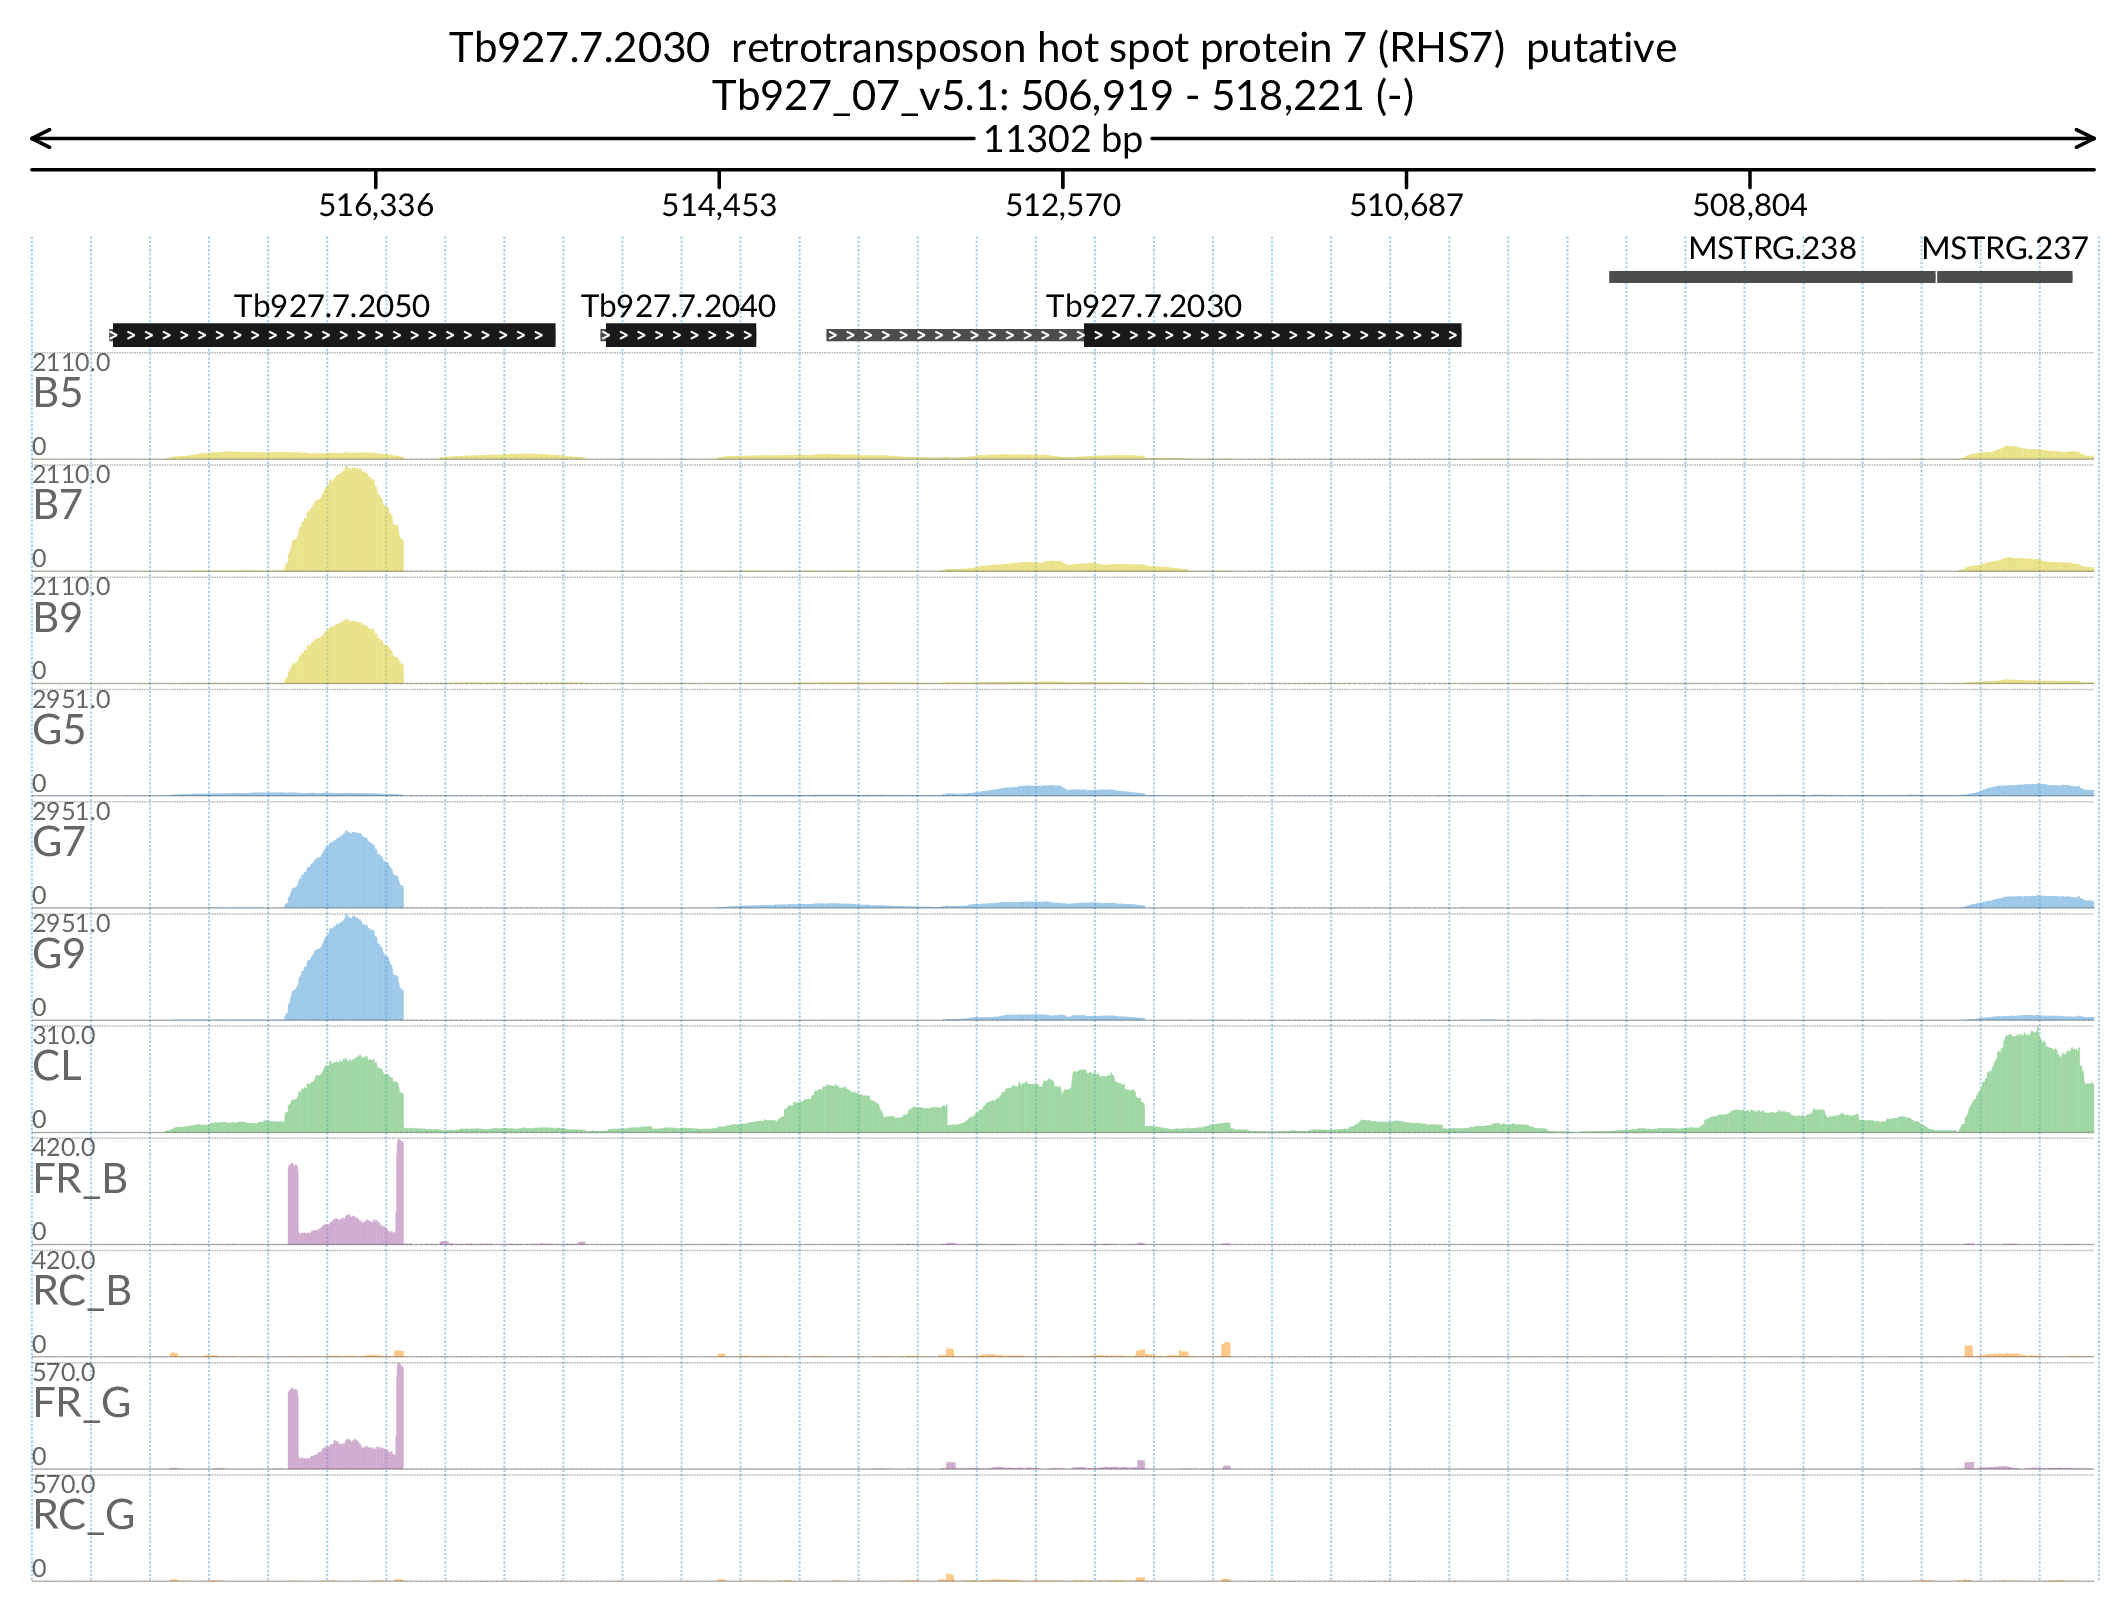 Tb927.7.2030 retrotransposon hot spot protein 7 (RHS7) putative
Tb927_07_v5.1: 506,919 - 518,221 (-)
11302 bp
516,336 514,453 512,570 510,687 508,804
MSTRG.238 MSTRG.237
Tb927.7.2050 Tb927.7.2040 Tb927.7.2030
2110.0
B5
0
2110.0
B7
0
2110.0
B9
0
2951.0
G5
0
2951.0
G7
0
2951.0
G9
0
310.0
CL
0
420.0
FR_B
0
420.0
RC_B
0
570.0
FR_G
0
570.0
RC_G
0